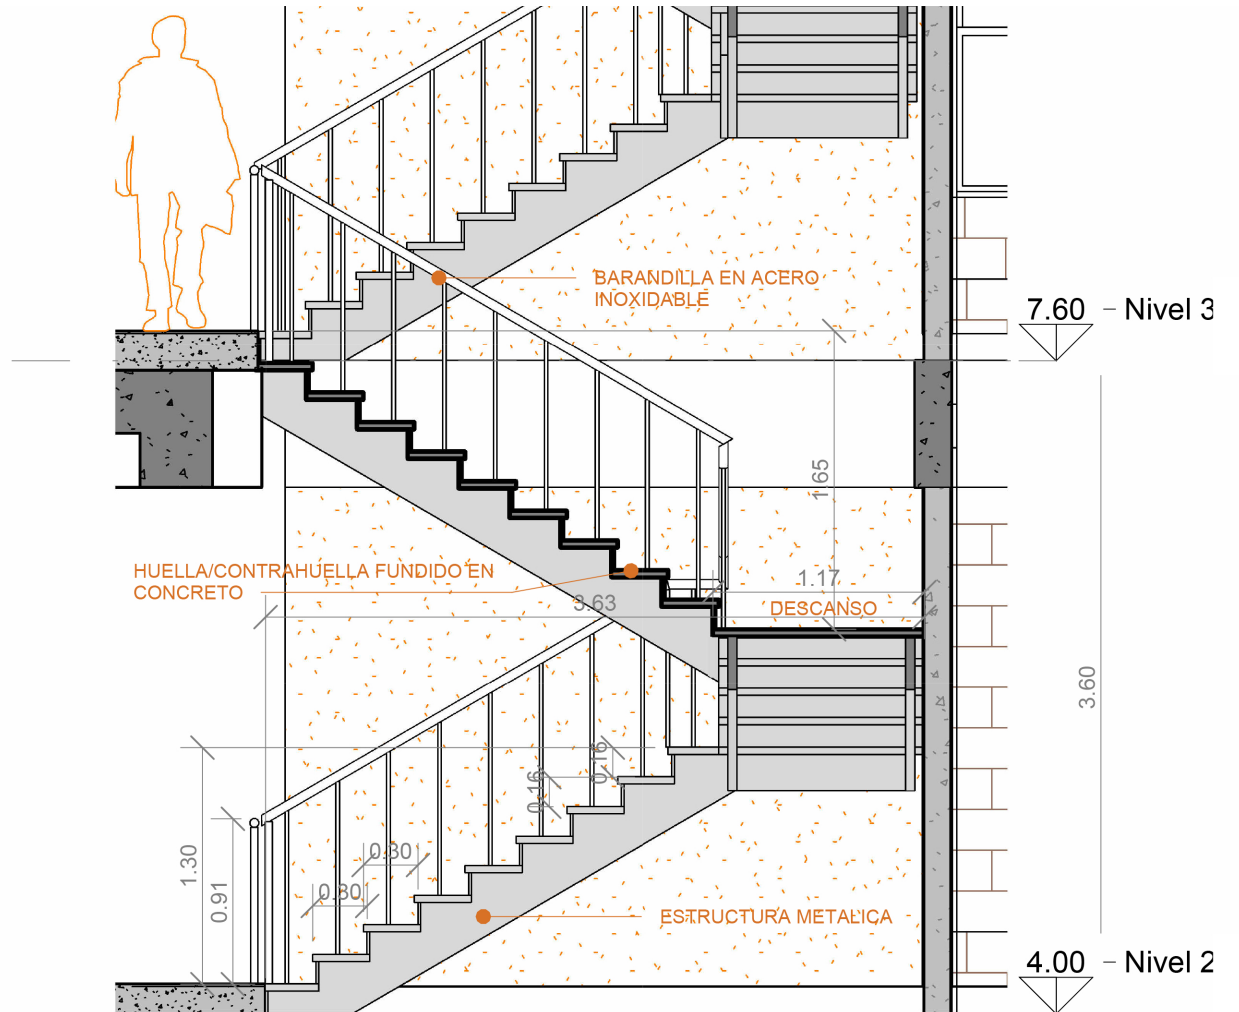 BARANDILLA EN ACERO
INOXIDABLE
7.60
Nivel 3
1.65
HUELLA/CONTRAHUELLA FUNDIDO EN
CONCRETO
3.63
1.17
DESCANSO
3.60
0.16
0.16
1.30
0.91
0.30
0.30
ESTRUCTURA METALICA
4.00
Nivel 2